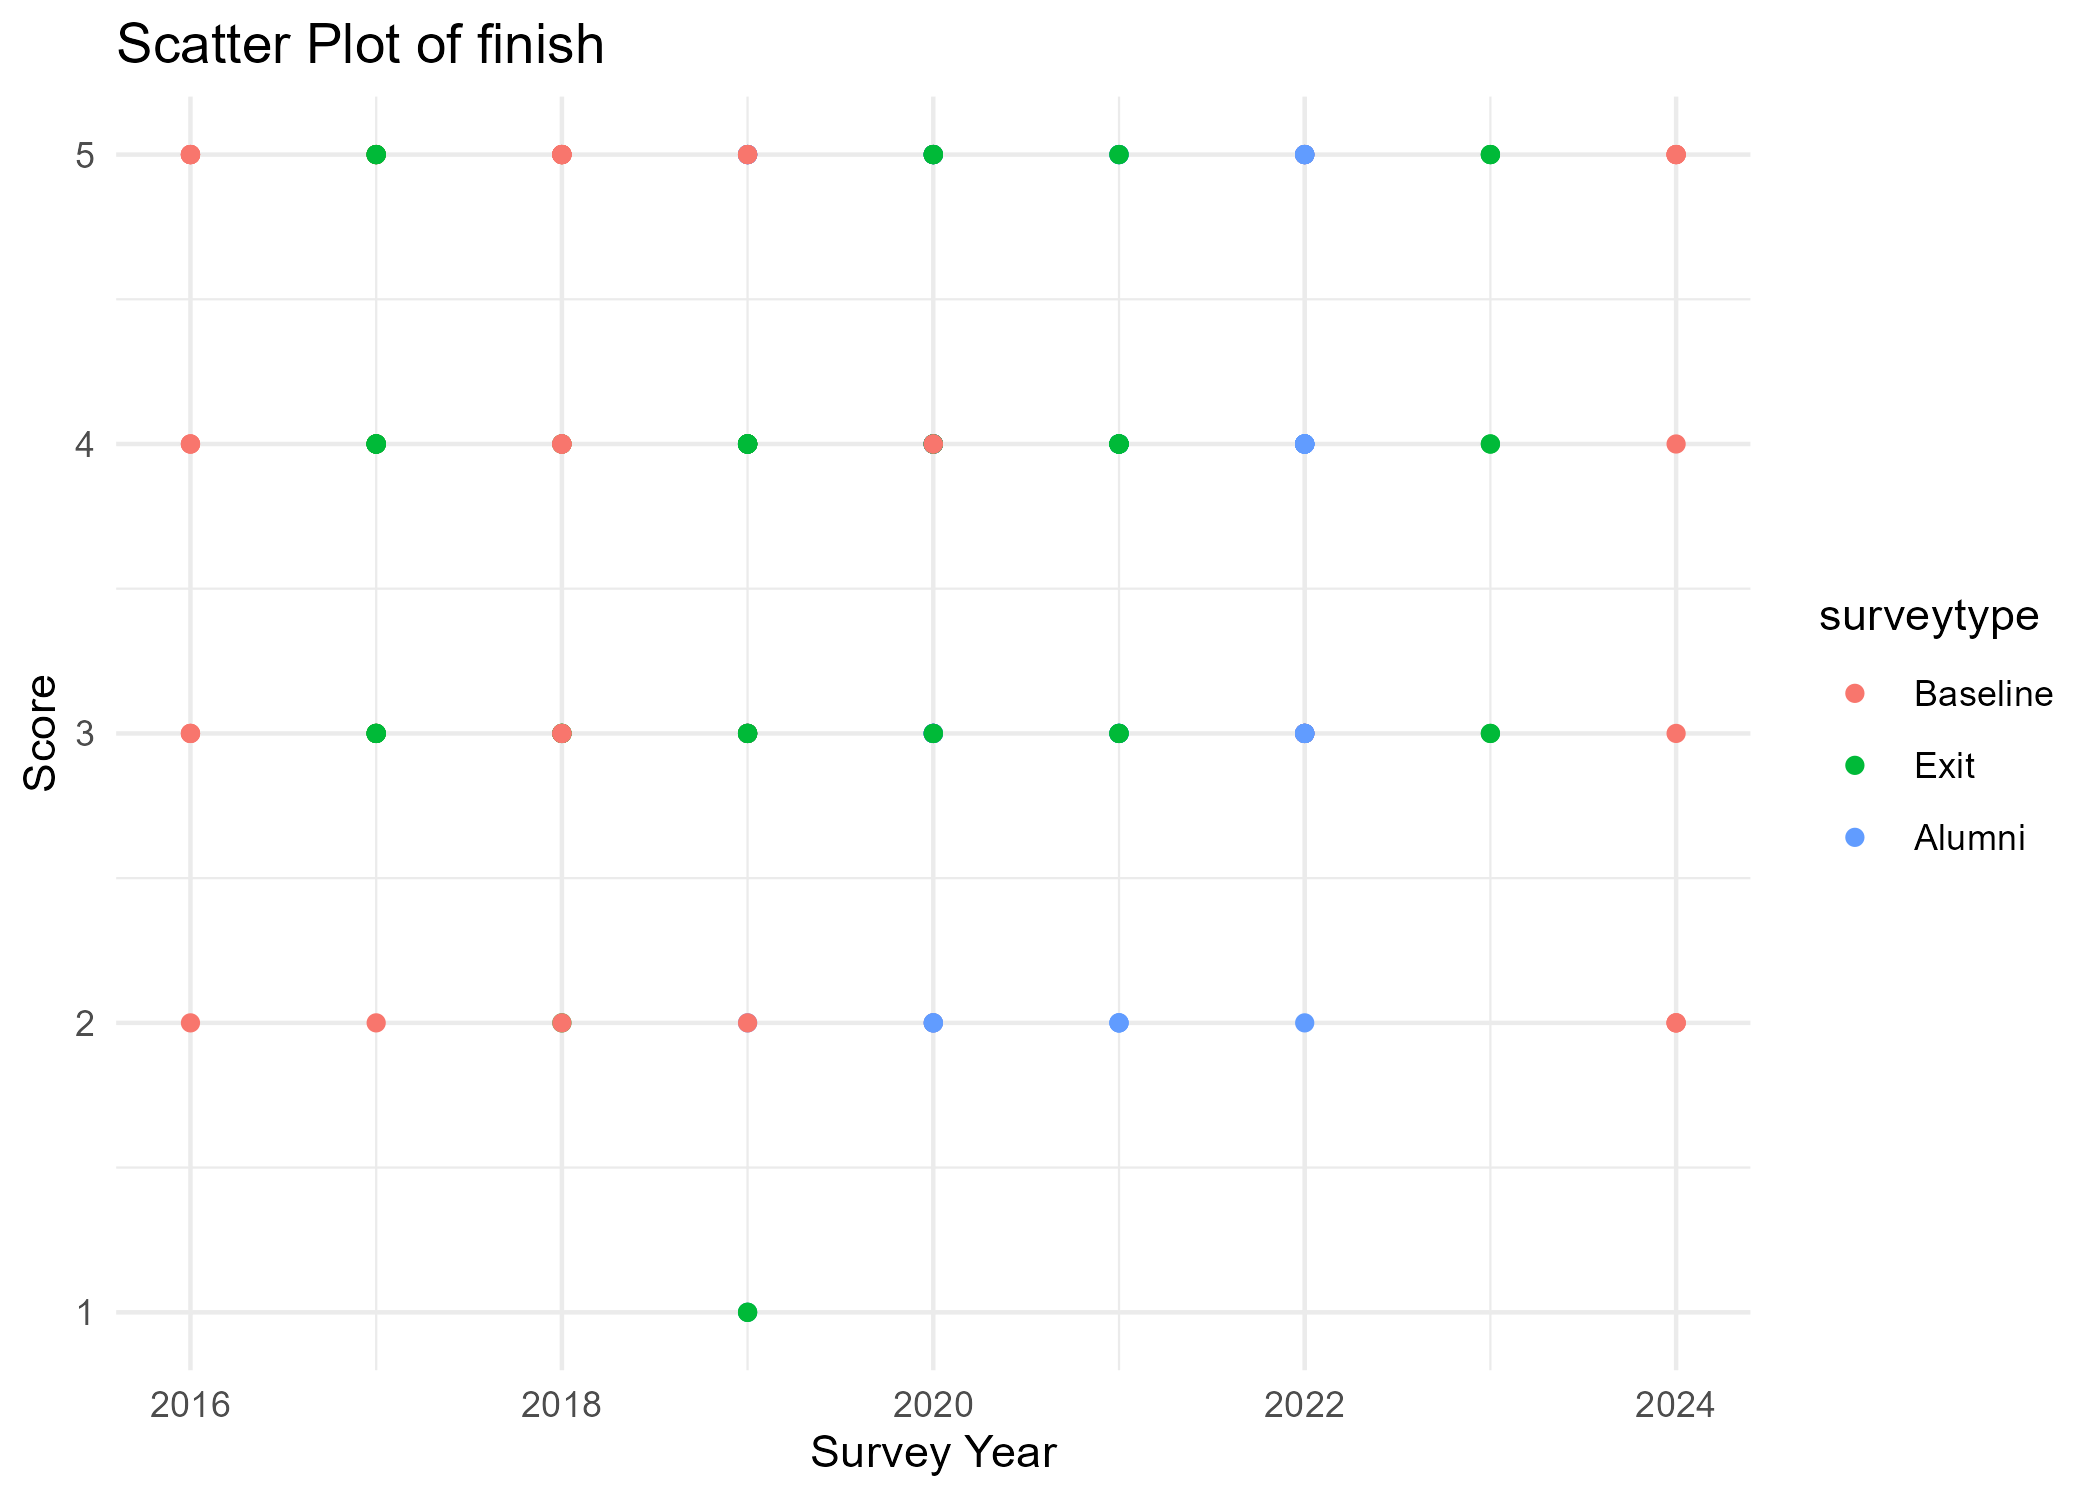 Scatter Plot of finish
5
4
3
2
1
Score
2016 2018 2020 2022 2024
Survey Year
surveytype
Baseline
Exit
Alumni